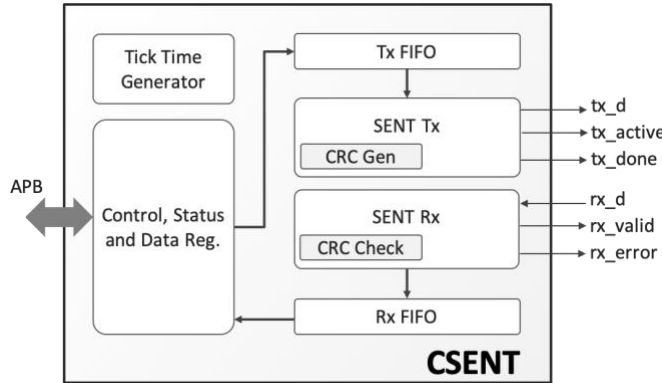 Tick Time
Generator
Tx FIFO
SENT Tx
CRC Gen
tx_d
tx_active
tx_done
APB
Control, Status
and Data Reg.
SENT Rx
CRC Check
rx_d
rx_valid
rx_error
Rx FIFO
CSENT